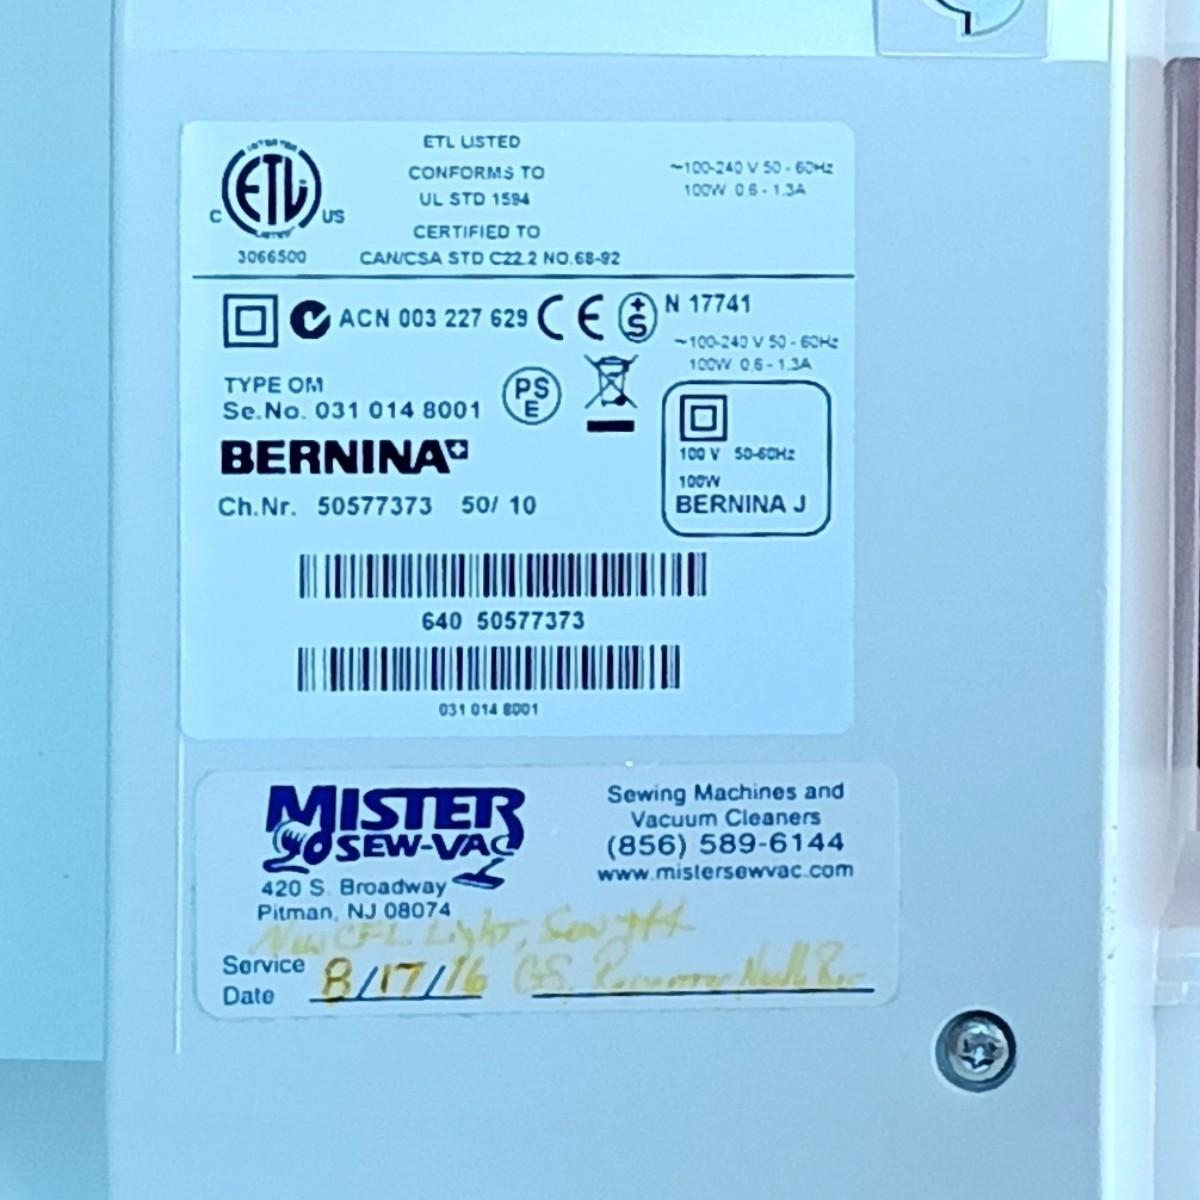 INTERTEK
ETL
LISTED
C US
3066500
ETL LISTED
CONFORMS TO
UL STD 1594
CERTIFIED TO
CAN/CSA STD C22.2 NO.68-92
~100-240 V 50 - 60Hz
100W 0.6 - 1.3A
ACN 003 227 629 CE +S N 17741
~100-240 V 50 - 60Hz
100W 0.6 - 1.3A
TYPE OM
Se.No. 031 014 8001
PS E
BERNINA
Ch.Nr. 50577373 50/ 10
100 V 50-60Hz
100W
BERNINA J
640 50577373
031 014 8001
MISTER
SEW-VAC
420 S. Broadway
Pitman, NJ 08074
Sewing Machines and
Vacuum Cleaners
(856) 589-6144
www.mistersewvac.com
New CFL Light,
Service
Date 8/17/16